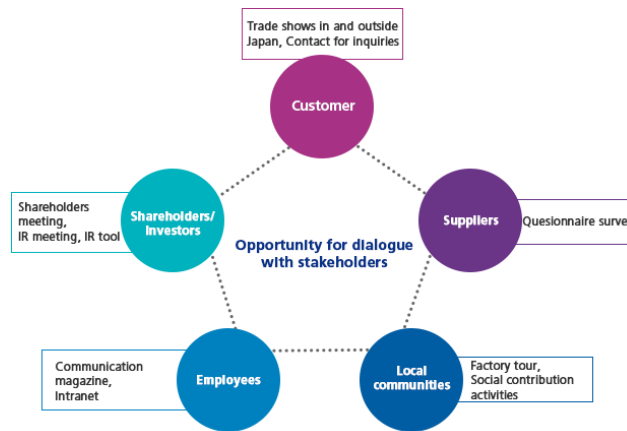 Trade shows in and outside
Japan, Contact for inquiries
Customer
Shareholders/
Investors
Shareholders
meeting,
IR meeting, IR tool
Suppliers
Quesionnaire surve
Opportunity for dialogue
with stakeholders
Employees
Communication
magazine,
Intranet
Local
communities
Factory tour,
Social contribution
activities